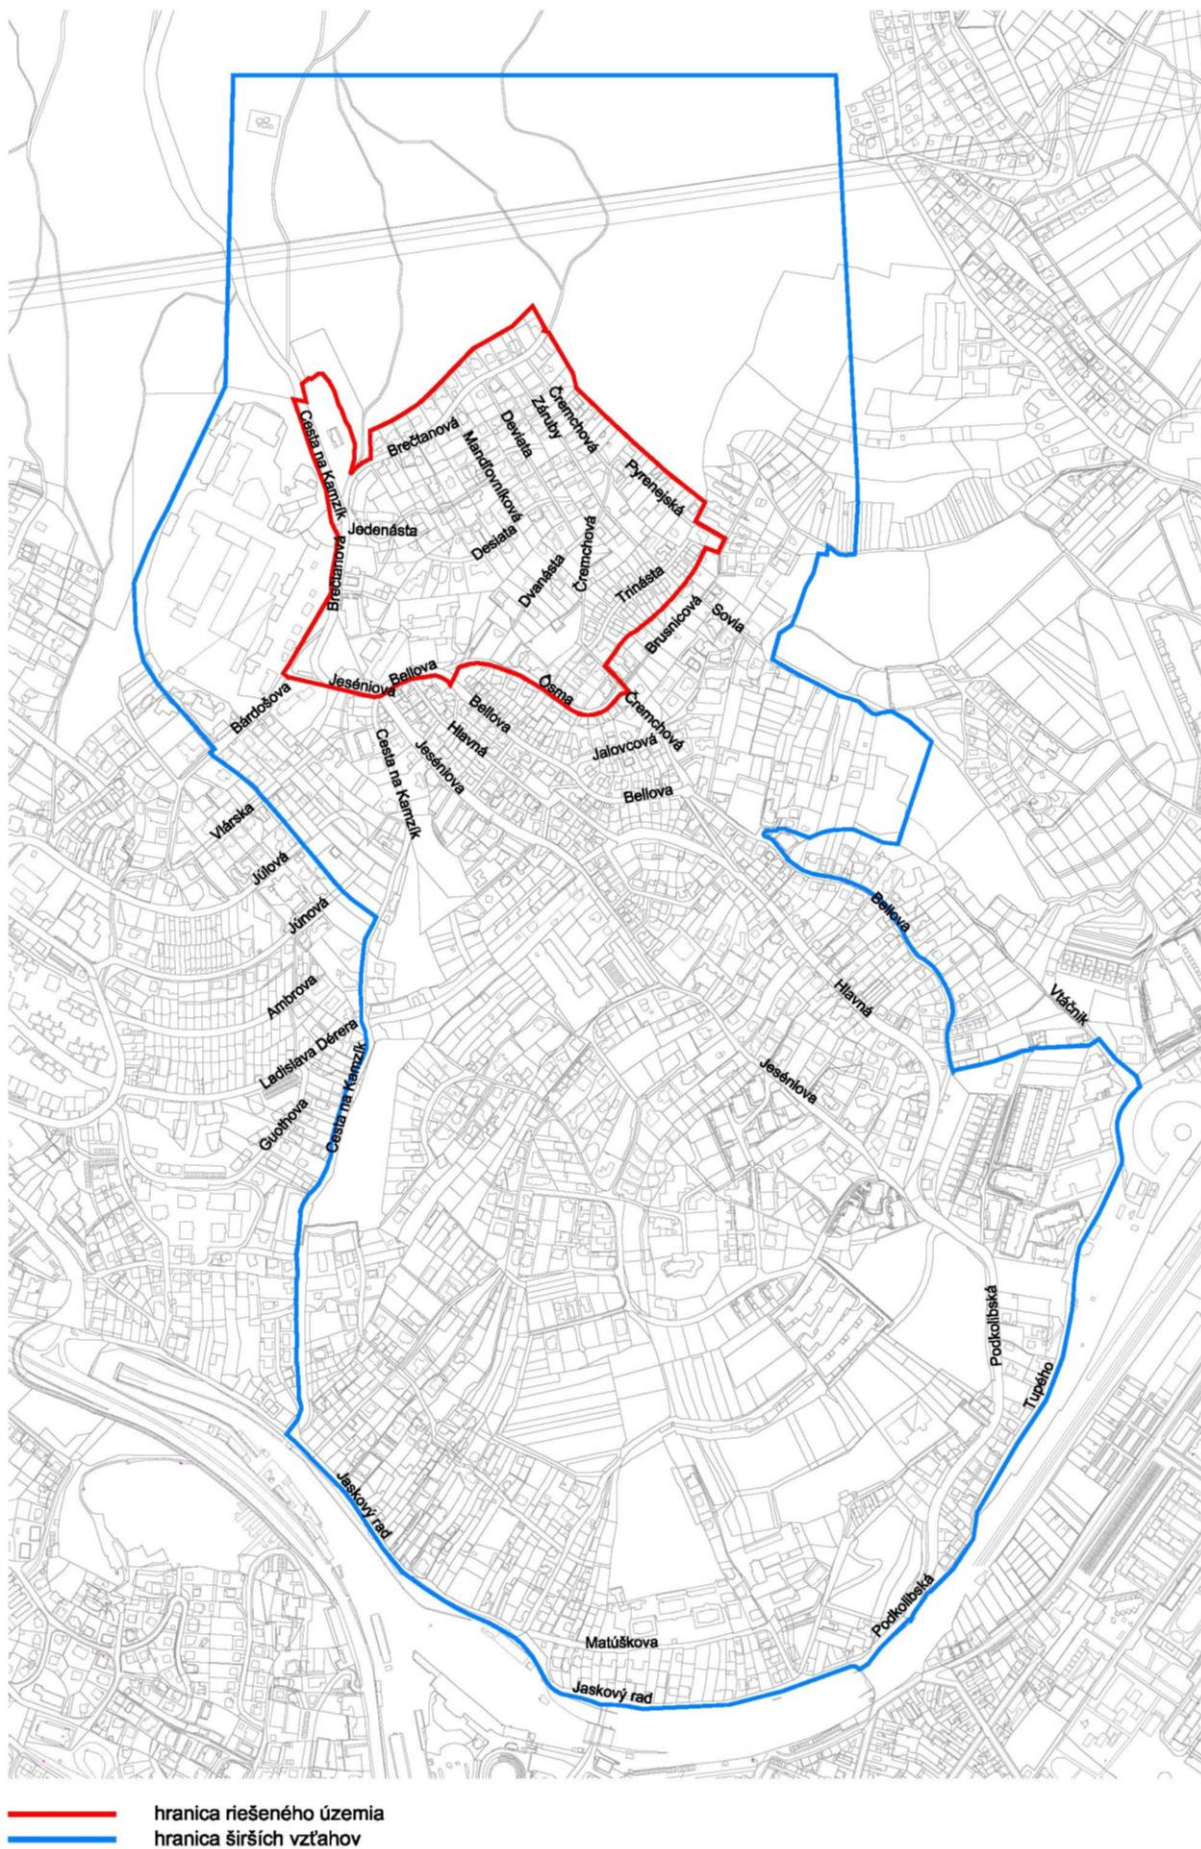 Cesta na Kamzík
Brečtanová
Mandľovníková
Deviata
Záruby
Čremchová
Pyrenejská
Jedenásta
Desiata
Brečtanová
Dvanásta
Čremchová
Trinásta
Brusnicová
Sovia
Bárdošova
Jeséniova
Bellova
Ôsma
Bellova
Hlavná
Čremchová
Jalovcová
Cesta na Kamzík
Jeséniova
Bellova
Vlárska
Júlová
Júnová
Bellova
Ambrova
Hlavná
Vtáčnik
Ladislava Dérera
Cesta na Kamzík
Jeséniova
Guothova
Podkolibská
Tupého
Jaskový rad
Podkolibská
Matúškova
Jaskový rad
hranica riešeného územia
hranica širších vzťahov